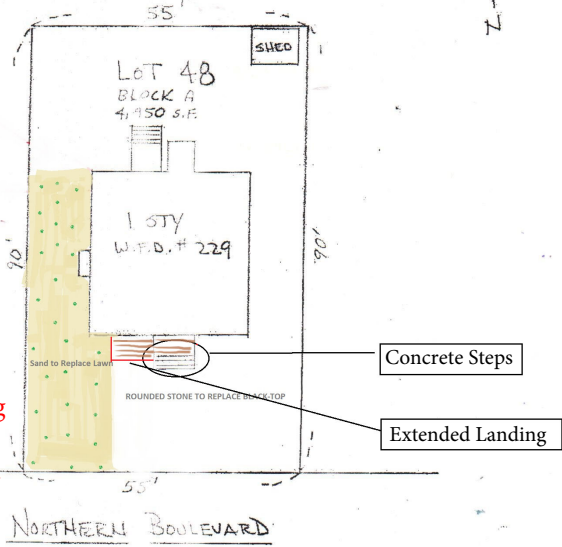 55'
N
SHED
LOT 48
BLOCK A
4,950 S.F.
1 STY
W.F.D. # 229
90'
90'
Concrete Steps
Sand to Replace Lawn
ROUNDED STONE TO REPLACE BLACK-TOP
g
Extended Landing
55'
NORTHERN BOULEVARD